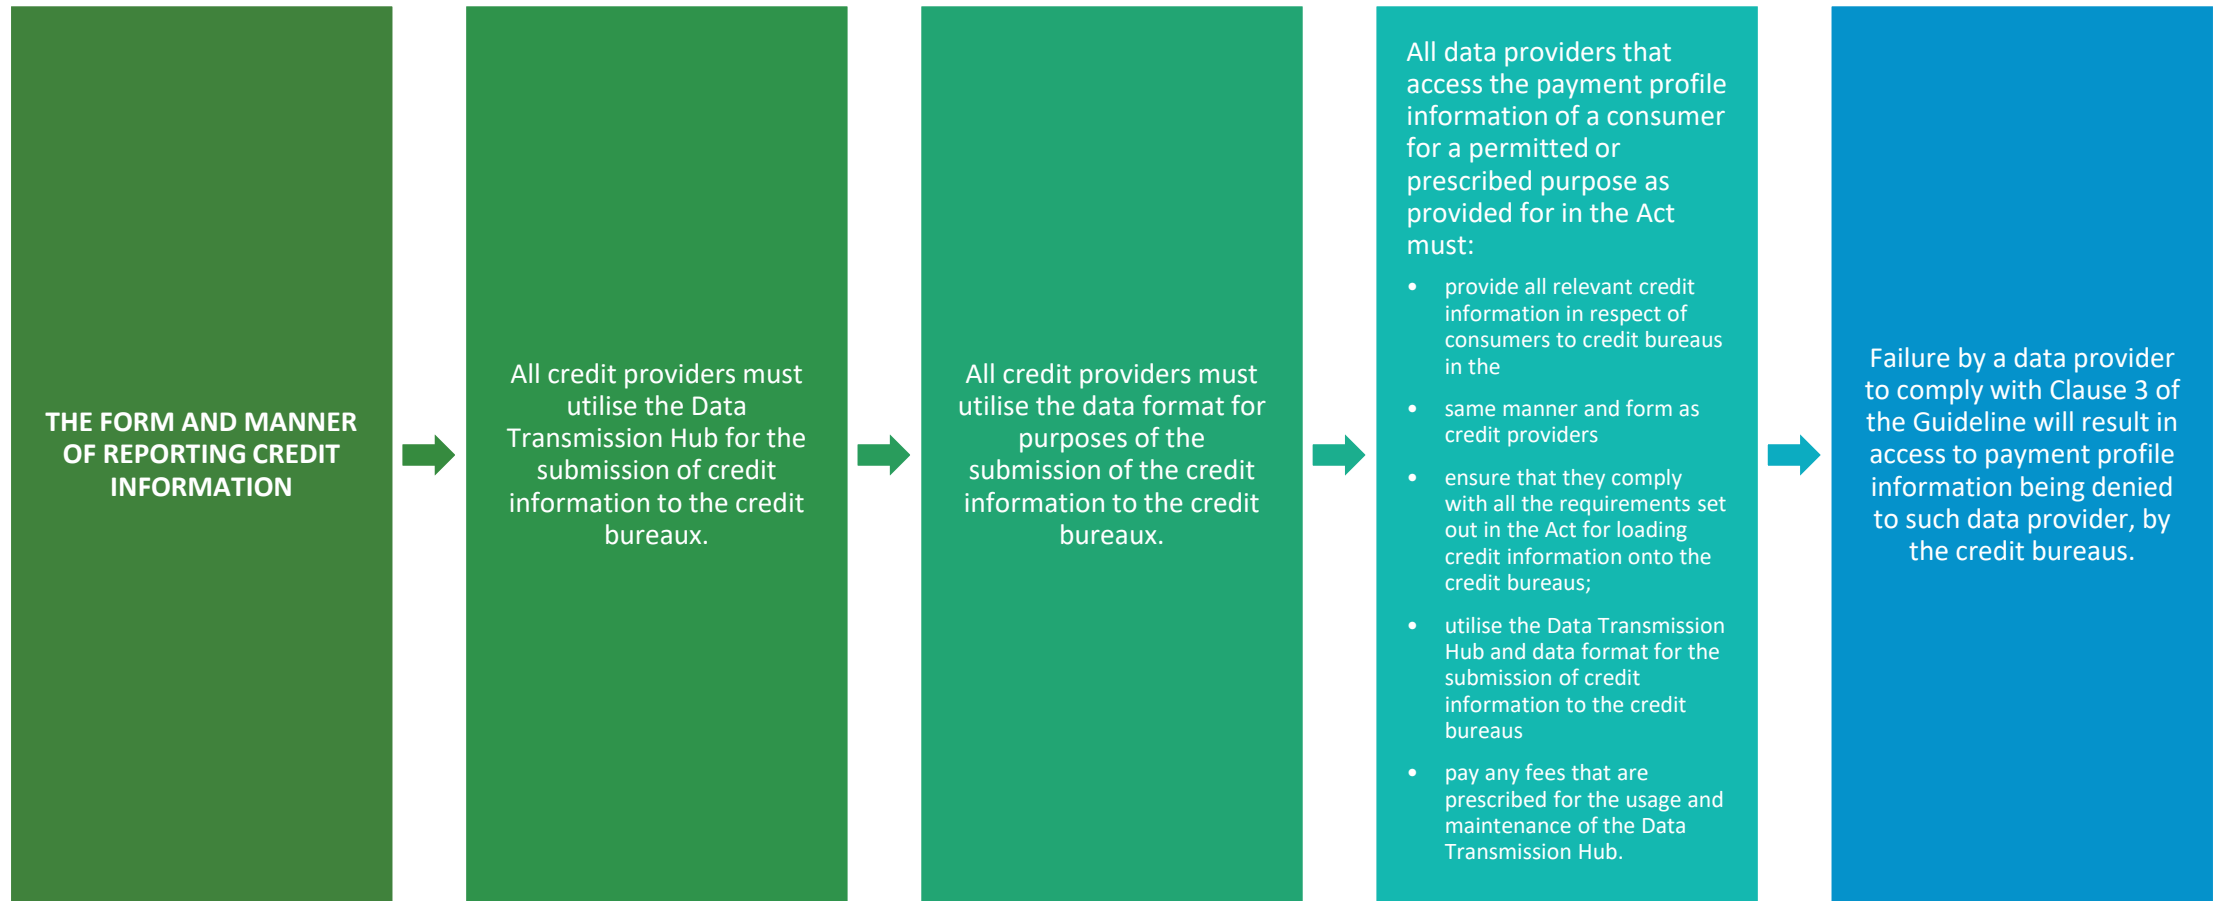 THE FORM AND MANNER
OF REPORTING CREDIT
INFORMATION
All credit providers must
utilise the Data
Transmission Hub for the
submission of credit
information to the credit
bureaux.
All credit providers must
utilise the data format for
purposes of the
submission of the credit
information to the credit
bureaux.
All data providers that
access the payment profile
information of a consumer
for a permitted or
prescribed purpose as
provided for in the Act
must:
• provide all relevant credit
information in respect of
consumers to credit bureaus
in the
• same manner and form as
credit providers
• ensure that they comply
with all the requirements set
out in the Act for loading
credit information onto the
credit bureaus;
• utilise the Data Transmission
Hub and data format for the
submission of credit
information to the credit
bureaus
• pay any fees that are
prescribed for the usage and
maintenance of the Data
Transmission Hub.
Failure by a data provider
to comply with Clause 3 of
the Guideline will result in
access to payment profile
information being denied
to such data provider, by
the credit bureaus.